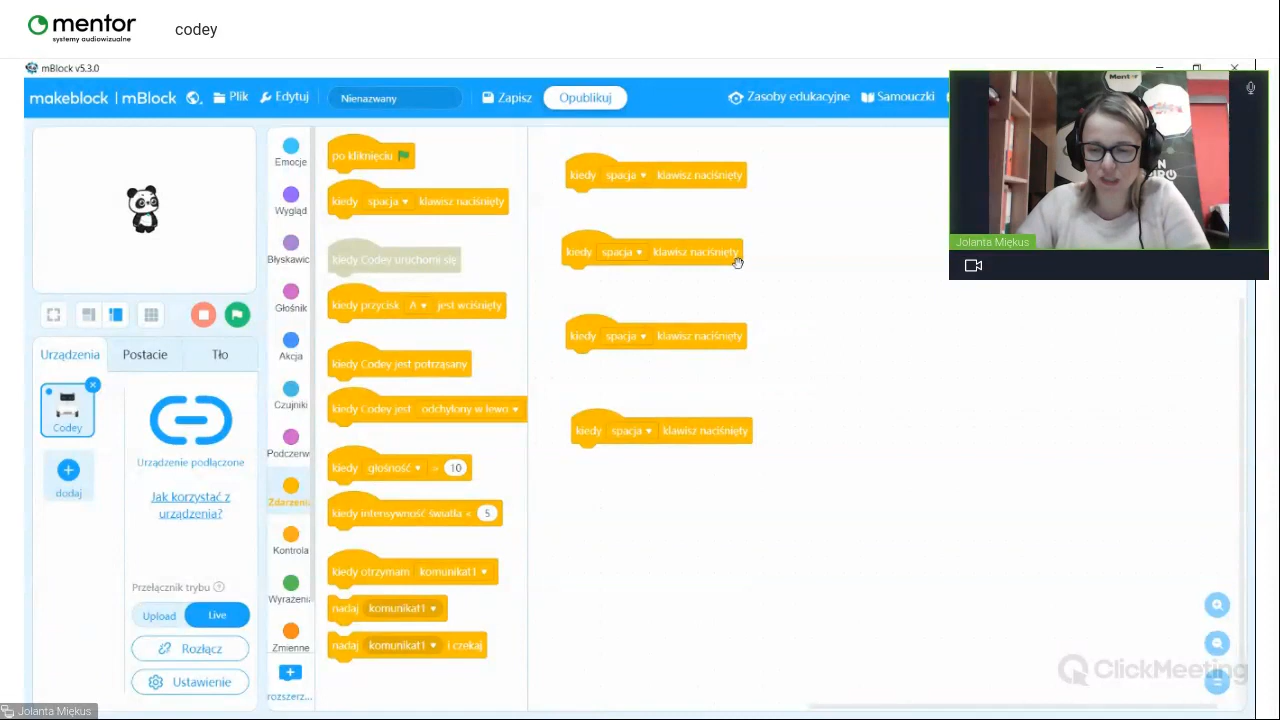 mentor
systemy audiowizualne
codey
mBlock v5.3.0
makeblock | mBlock
Plik
Edytuj
Nienazwany
Zapisz
Opublikuj
Zasoby edukacyjne
Samouczki
Emocje
Wygląd
Błyskawic
Głośnik
Akcja
Czujniki
Podczerw
Zdarzenia
Kontrola
Wyrażenia
Zmienne
rozszerz...
po kliknięciu
kiedy spacja klawisz naciśnięty
kiedy Codey uruchomi się
kiedy przycisk A jest wciśnięty
kiedy Codey jest potrząsany
kiedy Codey jest odchylony w lewo
kiedy głośność > 10
kiedy intensywność światła < 5
kiedy otrzymam komunikat1
nadaj komunikat1
nadaj komunikat1 i czekaj
kiedy spacja klawisz naciśnięty
kiedy spacja klawisz naciśnięty
kiedy spacja klawisz naciśnięty
kiedy spacja klawisz naciśnięty
Urządzenia
Postacie
Tło
Codey
dodaj
Urządzenie podłączone
Jak korzystać z
urządzenia?
Przełącznik trybu
Upload
Live
Rozłącz
Ustawienie
Mentor
Jolanta Miękus
ClickMeeting
Jolanta Miękus